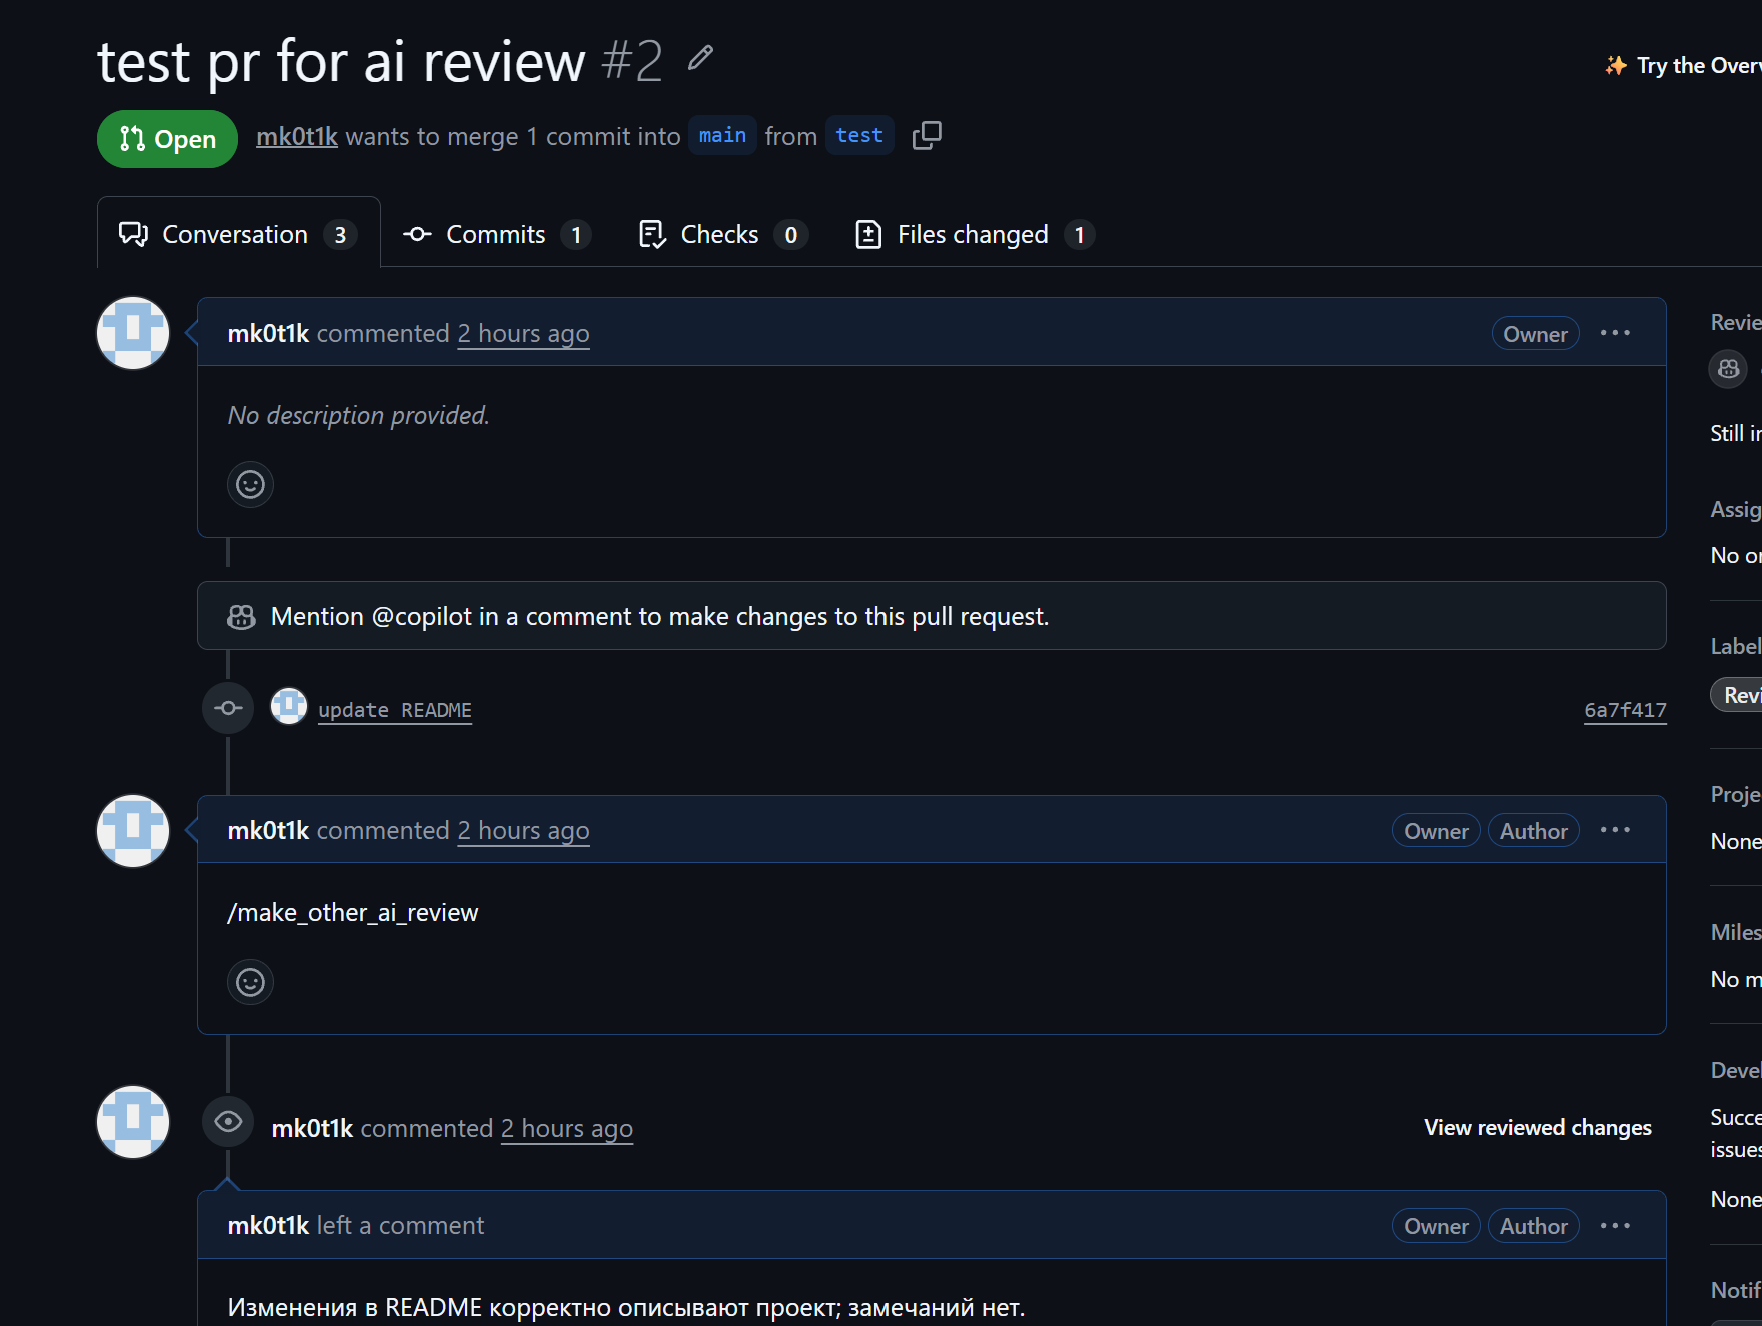 test pr for ai review #2
✨ Try the Over
Open mk0t1k wants to merge 1 commit into main from test
Conversation 3 Commits 1 Checks 0 Files changed 1
mk0t1k commented 2 hours ago Owner
No description provided.
Mention @copilot in a comment to make changes to this pull request.
update README 6a7f417
mk0t1k commented 2 hours ago Owner Author
/make_other_ai_review
mk0t1k commented 2 hours ago View reviewed changes
mk0t1k left a comment Owner Author
Изменения в README корректно описывают проект; замечаний нет.
Revie
Still in
Assig
No on
Label
Revi
Proje
None
Miles
No m
Devel
Succe
issues
None
Notif